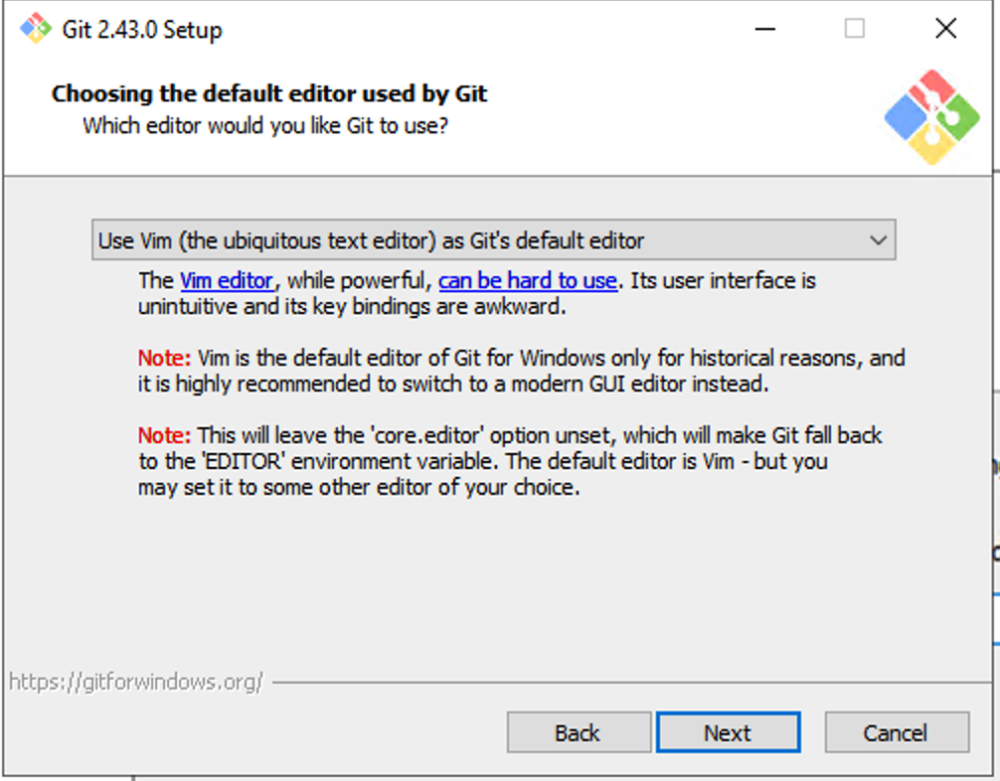 Git 2.43.0 Setup
Choosing the default editor used by Git
Which editor would you like Git to use?
Use Vim (the ubiquitous text editor) as Git's default editor
The Vim editor, while powerful, can be hard to use. Its user interface is
unintuitive and its key bindings are awkward.
Note: Vim is the default editor of Git for Windows only for historical reasons, and
it is highly recommended to switch to a modern GUI editor instead.
Note: This will leave the 'core.editor' option unset, which will make Git fall back
to the 'EDITOR' environment variable. The default editor is Vim - but you
may set it to some other editor of your choice.
https://gitforwindows.org/
Back
Next
Cancel